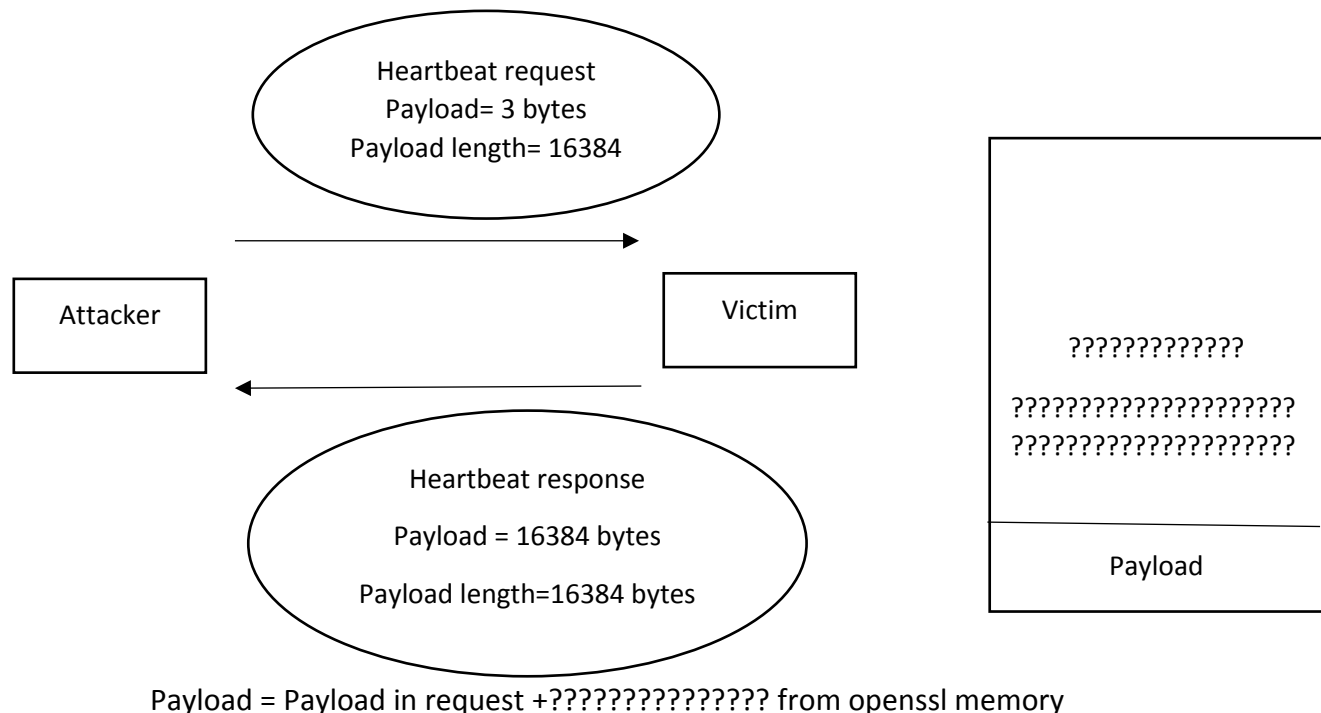 Heartbeat request
Payload= 3 bytes
Payload length= 16384
Attacker
Victim
Heartbeat response
Payload = 16384 bytes
Payload length=16384 bytes
?????????????
?????????????????????
?????????????????????
Payload
Payload = Payload in request +??????????????? from openssl memory